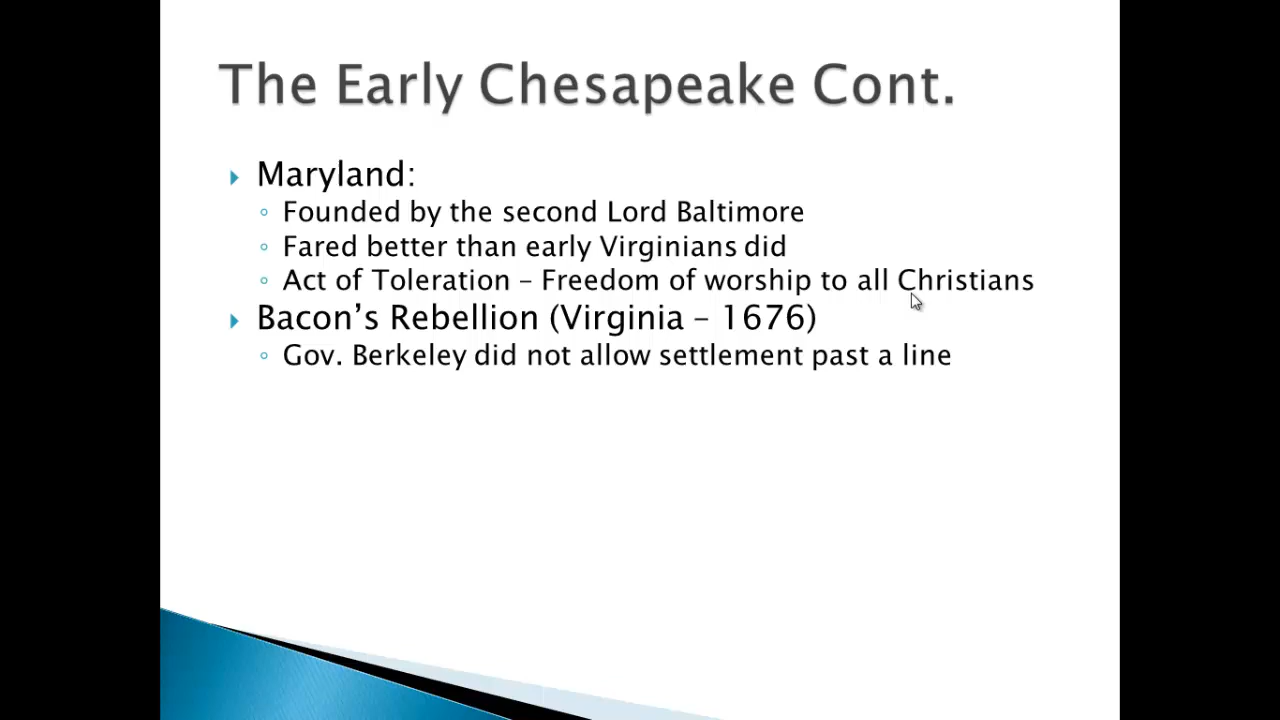 The Early Chesapeake Cont.
Maryland:
Founded by the second Lord Baltimore
Fared better than early Virginians did
Act of Toleration – Freedom of worship to all Christians
Bacon’s Rebellion (Virginia – 1676)
Gov. Berkeley did not allow settlement past a line